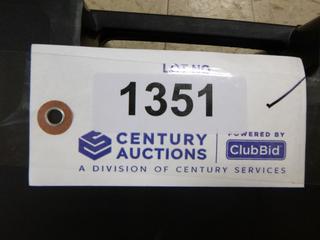 LOT NO
1351
CENTURY
AUCTIONS
POWERED BY
ClubBid
A DIVISION OF CENTURY SERVICES